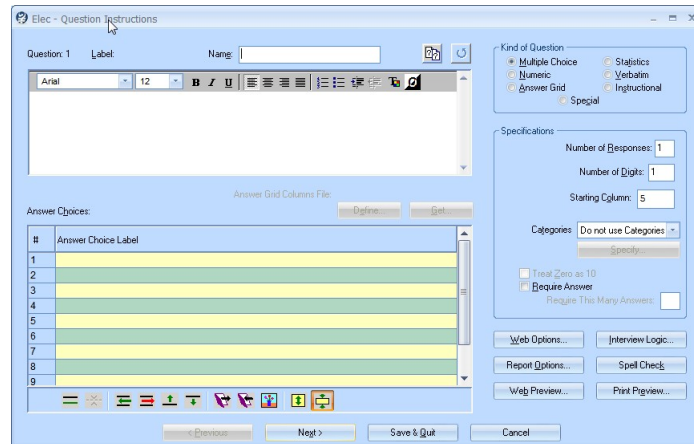 Elec - Question Instructions
Question: 1 Label: Name:
Arial 12 B I U
Answer Grid Columns File:
Define... Get...
Answer Choices:
# Answer Choice Label
1
2
3
4
5
6
7
8
9
Kind of Question
Multiple Choice Statistics
Numeric Verbatim
Answer Grid Instructional
Special
Specifications
Number of Responses: 1
Number of Digits: 1
Starting Column: 5
Categories Do not use Categories
Specify...
Treat Zero as 10
Require Answer
Require This Many Answers:
Web Options... Interview Logic...
Report Options... Spell Check
Web Preview... Print Preview...
< Previous Next > Save & Quit Cancel